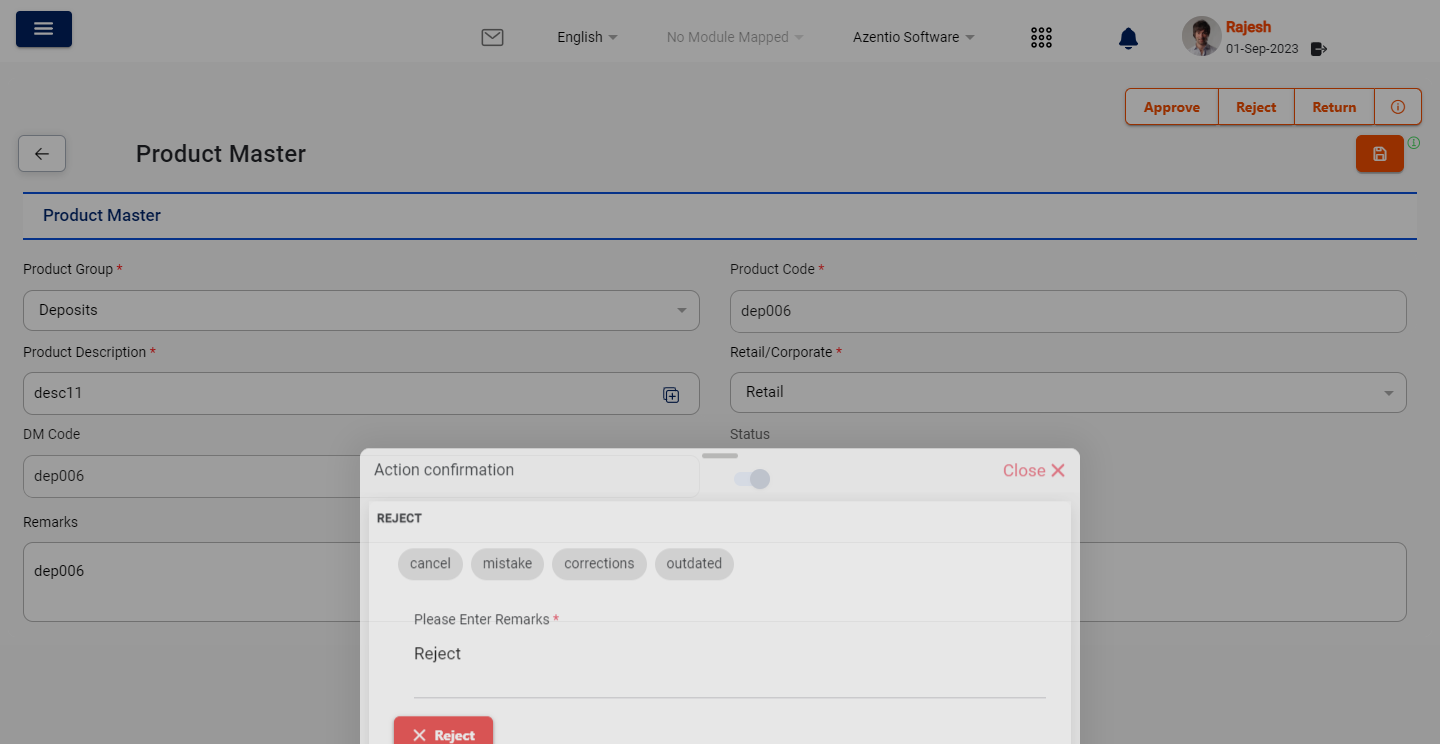 English
No Module Mapped
Azentio Software
Rajesh
01-Sep-2023
Approve
Reject
Return
Product Master
Product Master
Product Group *
Product Code *
Deposits
dep006
Product Description *
Retail/Corporate *
desc11
Retail
DM Code
Status
dep006
Action confirmation
Close
REJECT
Remarks
cancel
mistake
corrections
outdated
dep006
Please Enter Remarks *
Reject
Reject